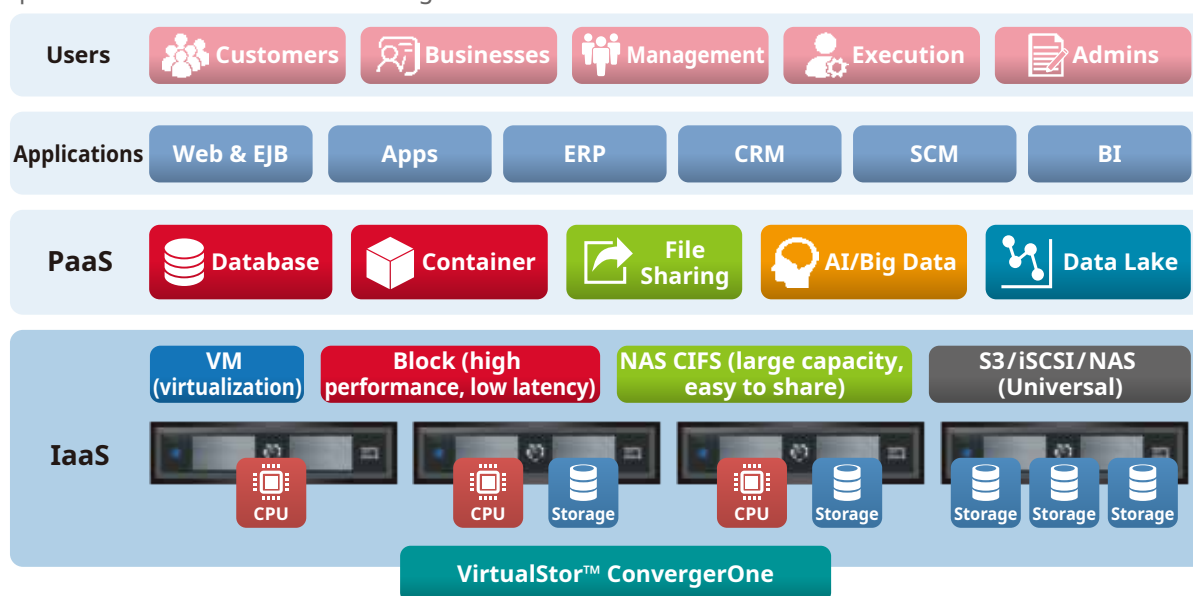 Users
Customers
Businesses
Management
Execution
Admins
Applications
Web & EJB
Apps
ERP
CRM
SCM
BI
PaaS
Database
Container
File
Sharing
AI/Big Data
Data Lake
IaaS
VM
(virtualization)
Block (high
performance, low latency)
NAS CIFS (large capacity,
easy to share)
S3/iSCSI/NAS
(Universal)
CPU
CPU
Storage
CPU
Storage
Storage
Storage
Storage
VirtualStor™ ConvergerOne